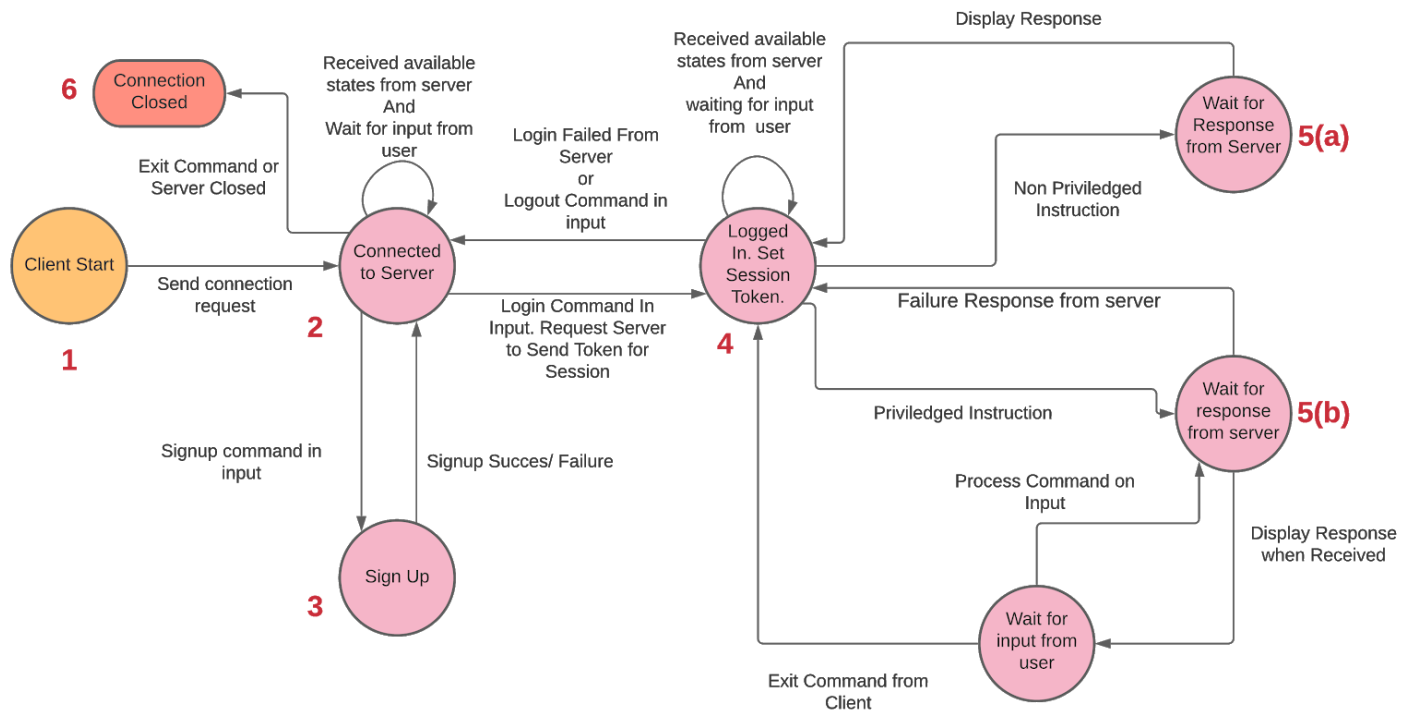 Display Response
Received available
states from server
And
waiting for input
from user
Received available
states from server
And
Wait for input from
user
6
Connection
Closed
Wait for
Response
from Server
5(a)
Login Failed From
Server
or
Logout Command in
input
Exit Command or
Server Closed
Non Priviledged
Instruction
Client Start
Connected
to Server
Logged
In. Set
Session
Token.
Send connection
request
Login Command In
Input. Request Server
to Send Token for
Session
Failure Response from server
1
2
4
Wait for
response
from server
5(b)
Priviledged Instruction
Signup command in
input
Signup Succes/ Failure
Process Command on
Input
Display Response
when Received
Sign Up
3
Wait for
input from
user
Exit Command from
Client